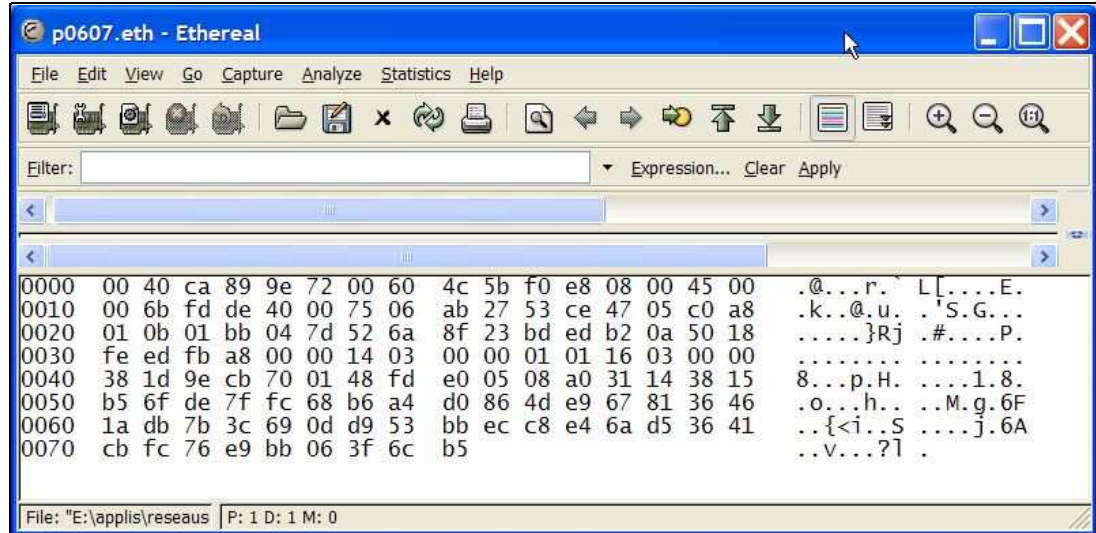 p0607.eth - Ethereal
File Edit View Go Capture Analyze Statistics Help
Filter: Expression... Clear Apply
0000 00 40 ca 89 9e 72 00 60 4c 5b f0 e8 08 00 45 00 .@...r.` L[....E.
0010 00 6b fd de 40 00 75 06 ab 27 53 ce 47 05 c0 a8 .k..@.u. .'S.G...
0020 01 0b 01 bb 04 7d 52 6a 8f 23 bd ed b2 0a 50 18 .....}Rj .#....P.
0030 fe ed fb a8 00 00 14 03 00 00 01 01 16 03 00 00 ........ ........
0040 38 1d 9e cb 70 01 48 fd e0 05 08 a0 31 14 38 15 8...p.H. ....1.8.
0050 b5 6f de 7f fc 68 b6 a4 d0 86 4d e9 67 81 36 46 .o...h.. ..M.g.6F
0060 1a db 7b 3c 69 0d d9 53 bb ec c8 e4 6a d5 36 41 ..{<i..S ....j.6A
0070 cb fc 76 e9 bb 06 3f 6c b5 ..v...?l .
File: "E:\applis\reseaus P: 1 D: 1 M: 0